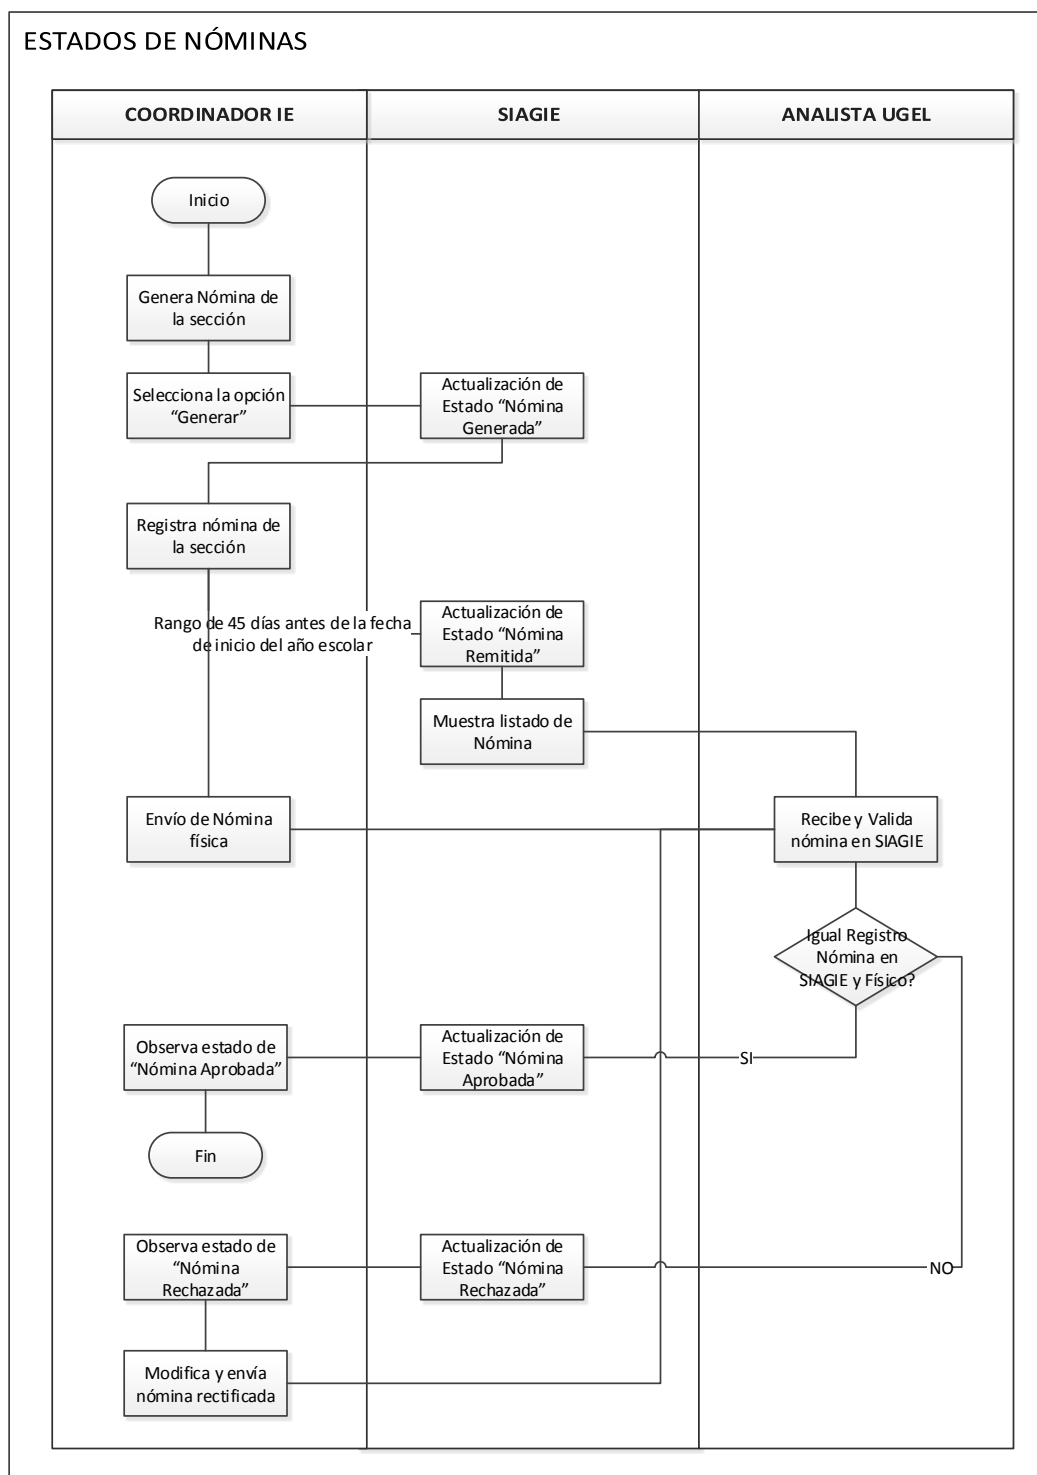 ESTADOS DE NÓMINAS
COORDINADOR IE
SIAGIE
ANALISTA UGEL
Inicio
Genera Nómina de
la sección
Selecciona la opción
“Generar”
Actualización de
Estado “Nómina
Generada”
Registra nómina de
la sección
Rango de 45 días antes de la fecha
de inicio del año escolar
Actualización de
Estado “Nómina
Remitida”
Muestra listado de
Nómina
Envío de Nómina
física
Recibe y Valida
nómina en SIAGIE
Igual Registro
Nómina en
SIAGIE y Físico?
Observa estado de
“Nómina Aprobada”
Actualización de
Estado “Nómina
Aprobada”
SI
Fin
Observa estado de
“Nómina
Rechazada”
Actualización de
Estado “Nómina
Rechazada”
NO
Modifica y envía
nómina rectificada